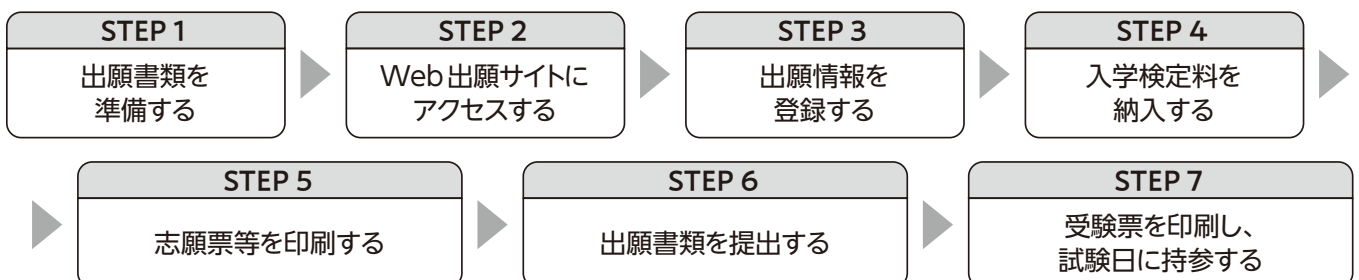 STEP 1
出願書類を
準備する
STEP 2
Web出願サイトに
アクセスする
STEP 3
出願情報を
登録する
STEP 4
入学検定料を
納入する
STEP 5
志願票等を印刷する
STEP 6
出願書類を提出する
STEP 7
受験票を印刷し、
試験日に持参する